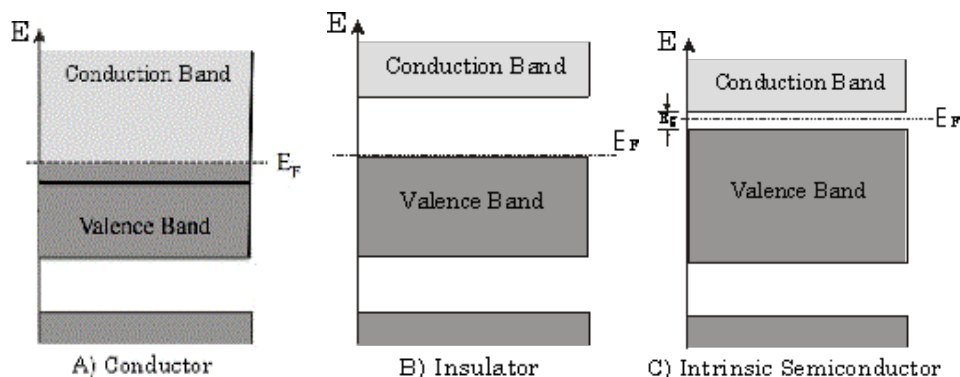 E
Conduction Band
E_F
Valence Band
A) Conductor
E
Conduction Band
E_F
Valence Band
B) Insulator
E
Conduction Band
E_g
E_F
Valence Band
C) Intrinsic Semiconductor